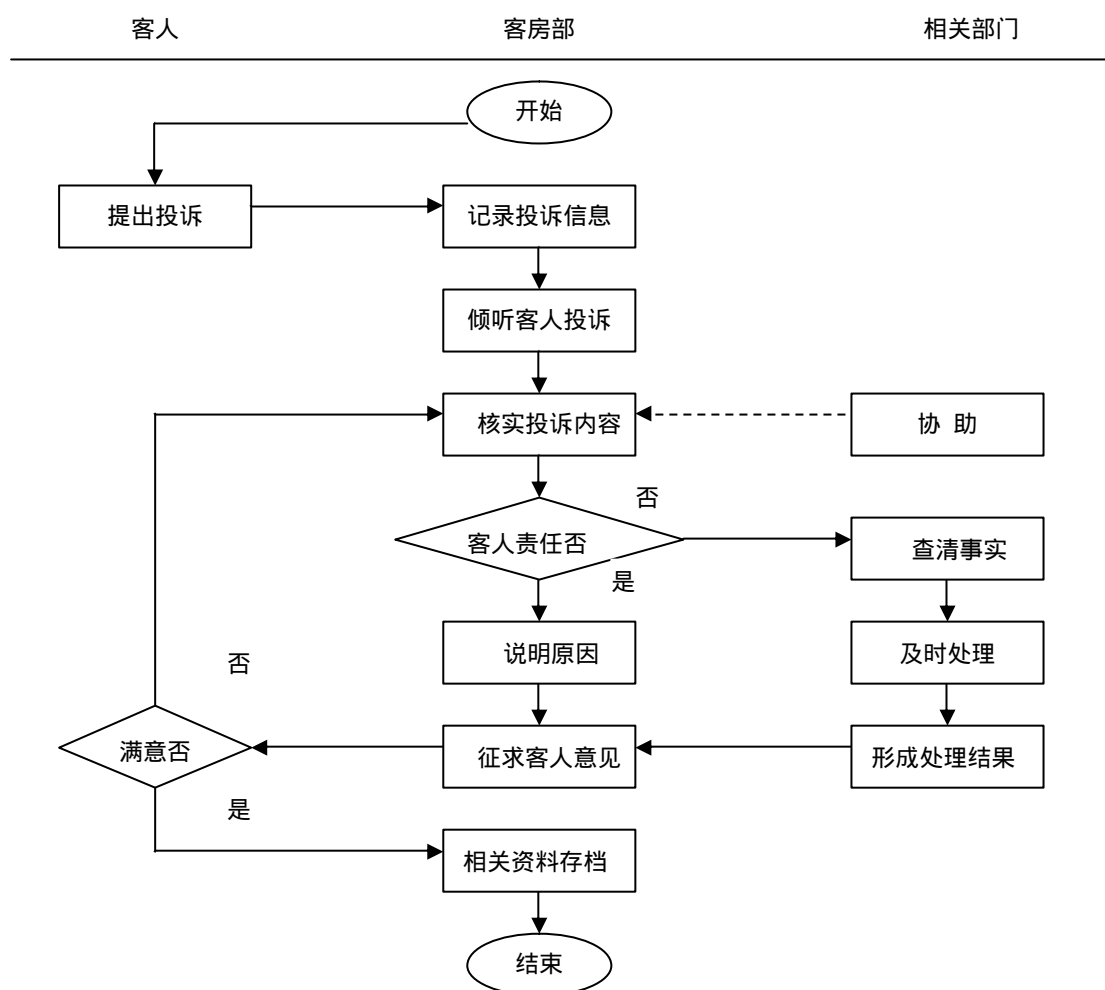 客人 客房部 相关部门
开始
提出投诉 记录投诉信息
倾听客人投诉
核实投诉内容 协 助
否
客人责任否 查清事实
是
说明原因 及时处理
否
满意否 征求客人意见 形成处理结果
是
相关资料存档
结束